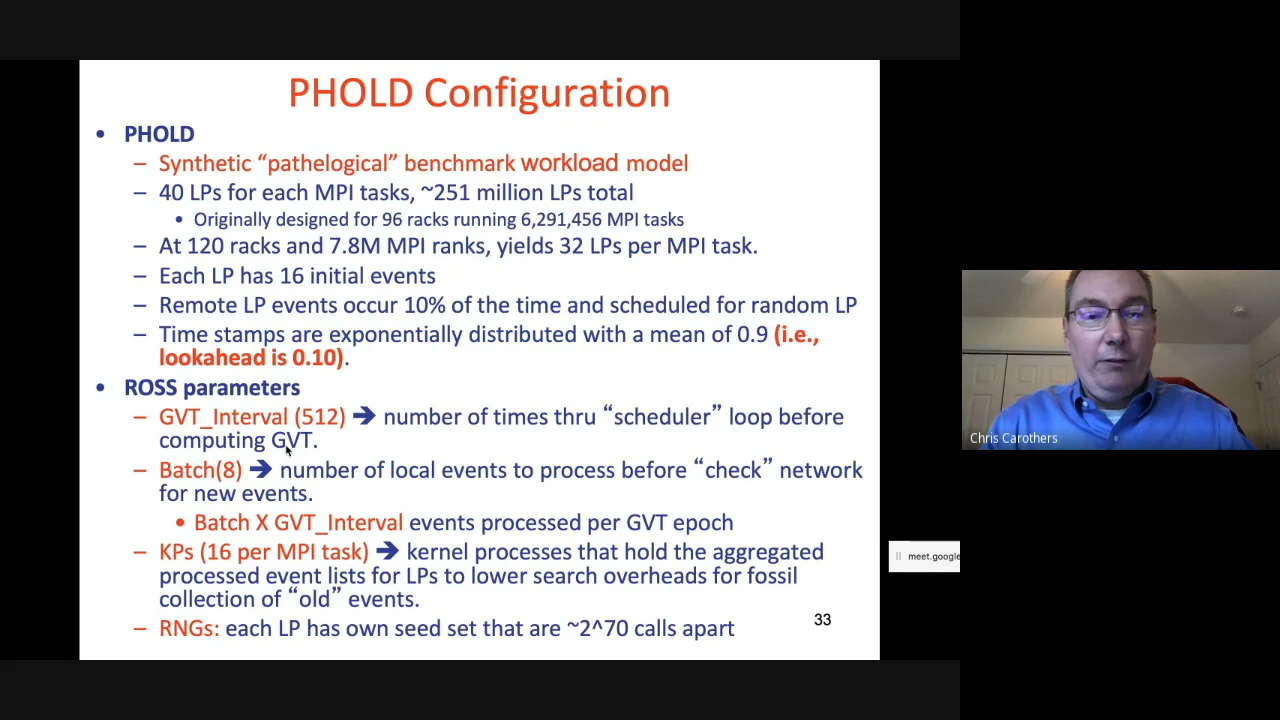 PHOLD Configuration
• PHOLD
– Synthetic “pathelogical” benchmark workload model
– 40 LPs for each MPI tasks, ~251 million LPs total
• Originally designed for 96 racks running 6,291,456 MPI tasks
– At 120 racks and 7.8M MPI ranks, yields 32 LPs per MPI task.
– Each LP has 16 initial events
– Remote LP events occur 10% of the time and scheduled for random LP
– Time stamps are exponentially distributed with a mean of 0.9 (i.e.,
lookahead is 0.10).
• ROSS parameters
– GVT_Interval (512) ➔ number of times thru “scheduler” loop before
computing GVT.
– Batch(8) ➔ number of local events to process before “check” network
for new events.
• Batch X GVT_Interval events processed per GVT epoch
– KPs (16 per MPI task) ➔ kernel processes that hold the aggregated
processed event lists for LPs to lower search overheads for fossil
collection of “old” events.
– RNGs: each LP has own seed set that are ~2^70 calls apart
33
Chris Carothers
meet.google